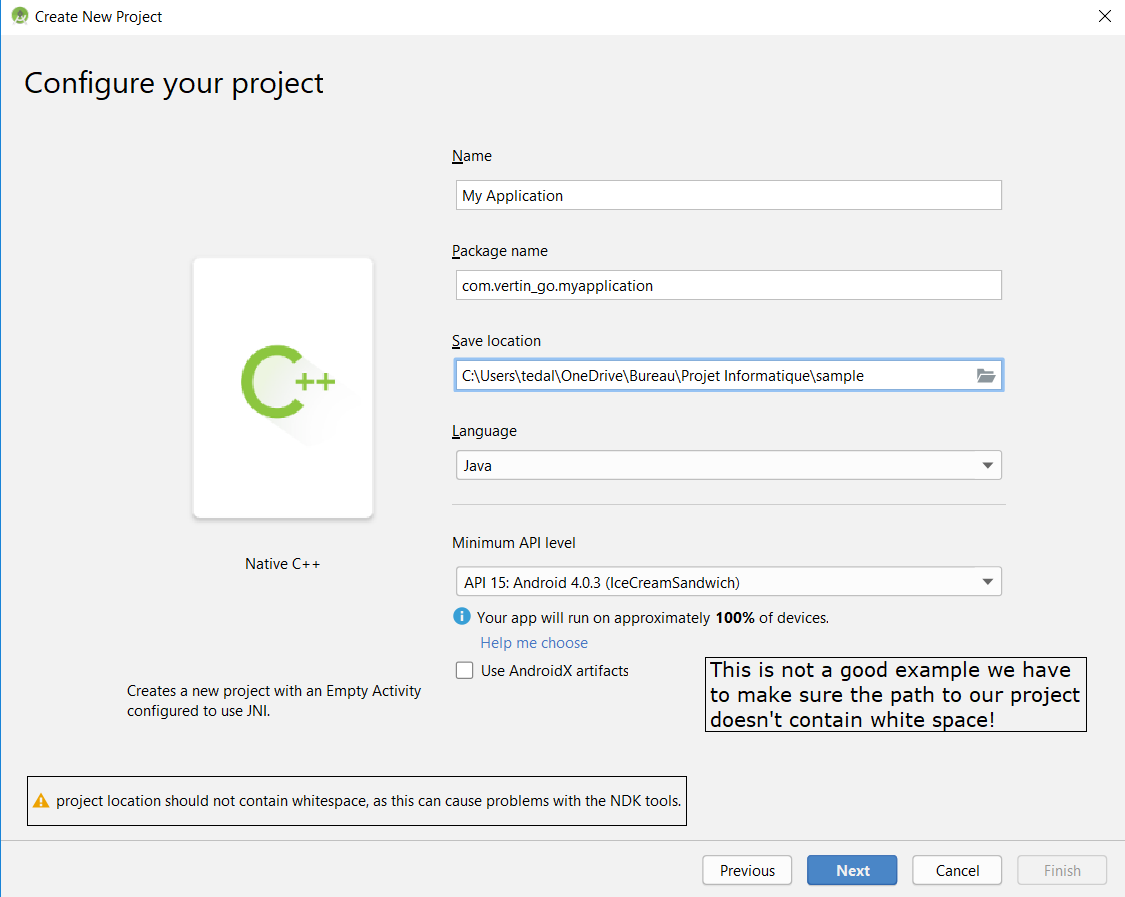 Create New Project
Configure your project
Name
My Application
Package name
com.vertin_go.myapplication
Save location
C:\Users\tedal\OneDrive\Bureau\Projet Informatique\sample
Language
Java
C++
Native C++
Minimum API level
API 15: Android 4.0.3 (IceCreamSandwich)
i Your app will run on approximately 100% of devices.
Help me choose
Use AndroidX artifacts
Creates a new project with an Empty Activity
configured to use JNI.
This is not a good example we have
to make sure the path to our project
doesn't contain white space!
project location should not contain whitespace, as this can cause problems with the NDK tools.
Previous
Next
Cancel
Finish